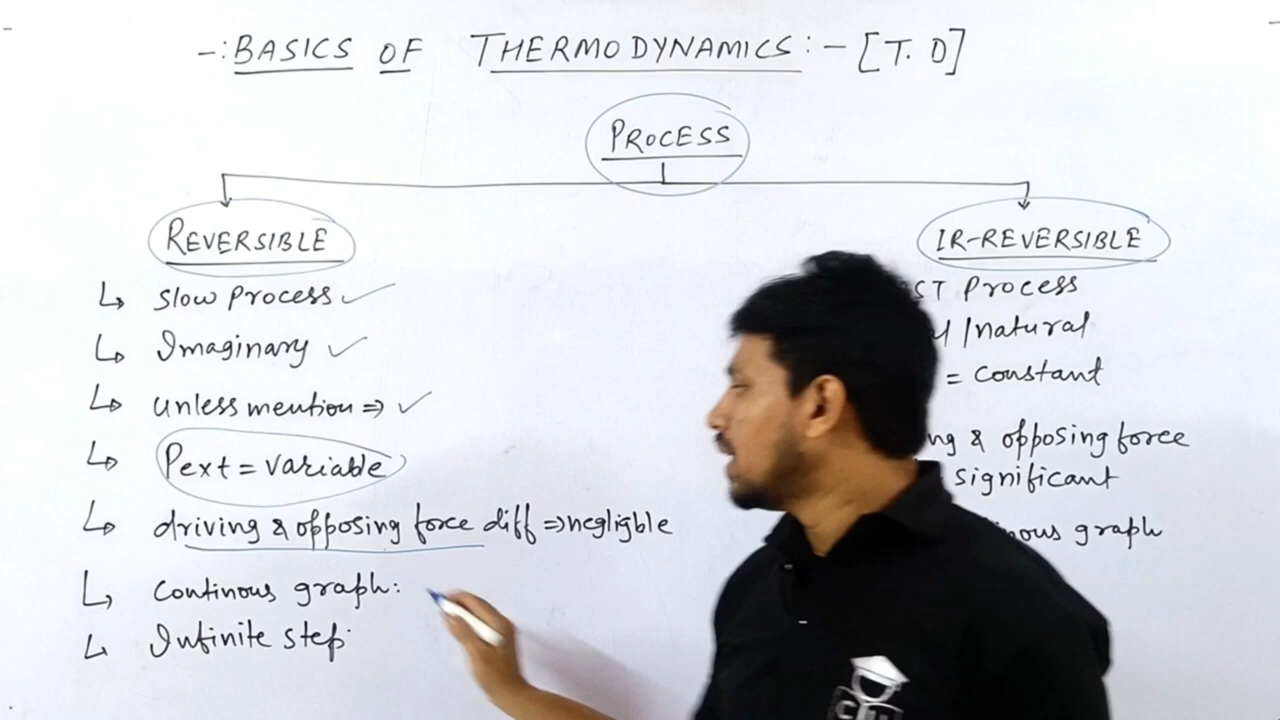 -: BASICS OF THERMODYNAMICS :- [T. D]
PROCESS
REVERSIBLE
IR-REVERSIBLE
Slow Process
Imaginary
unless mention =>
Pext = variable
driving & opposing force diff => negligble
Continous graph:
Infinite step
Process
/natural
= constant
& opposing force
significant
graph